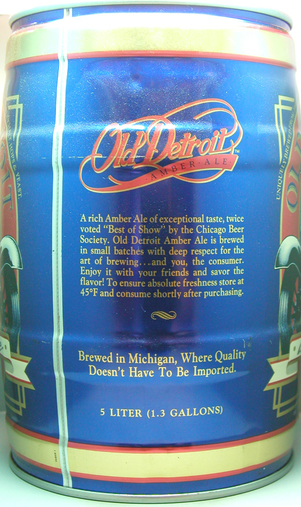 Old Detroit
AMBER • ALE
A rich Amber Ale of exceptional taste, twice
voted "Best of Show" by the Chicago Beer
Society. Old Detroit Amber Ale is brewed
in small batches with deep respect for the
art of brewing...and you, the consumer.
Enjoy it with your friends and savor the
flavor! To ensure absolute freshness store at
45°F and consume shortly after purchasing.
Brewed in Michigan, Where Quality
Doesn't Have To Be Imported.
5 LITER (1.3 GALLONS)